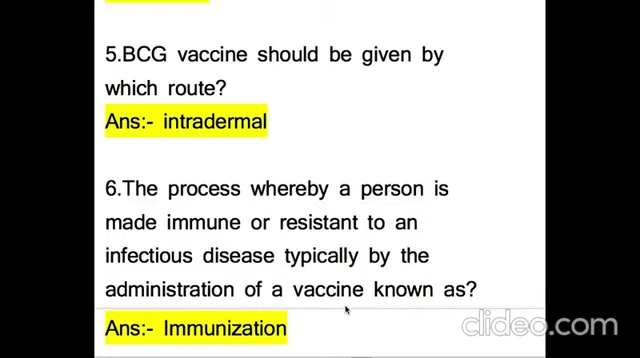 5.BCG vaccine should be given by
which route?
Ans:- intradermal
6.The process whereby a person is
made immune or resistant to an
infectious disease typically by the
administration of a vaccine known as?
Ans:- Immunization
clideo.com